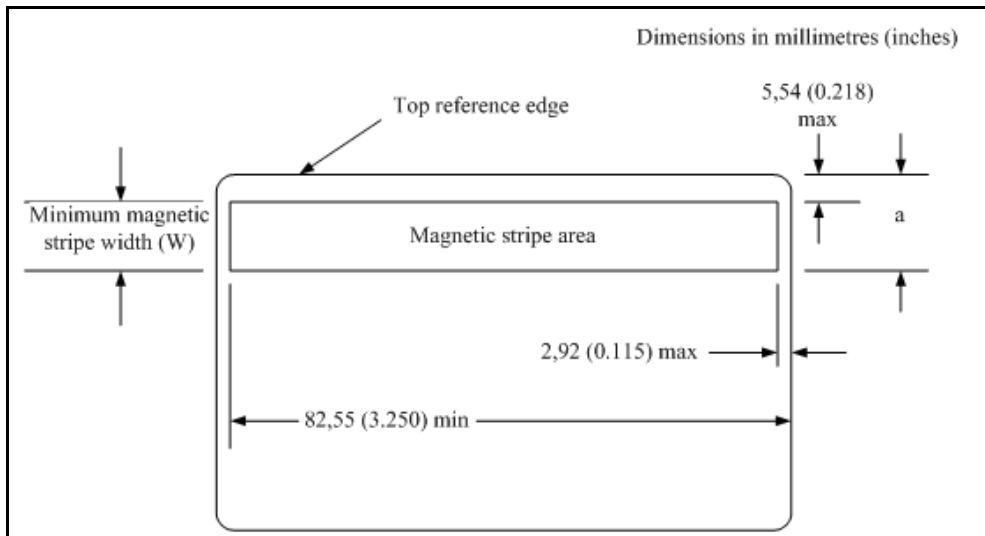 Dimensions in millimetres (inches)
5,54 (0.218)
max
Top reference edge
Minimum magnetic
stripe width (W)
Magnetic stripe area
a
2,92 (0.115) max
82,55 (3.250) min